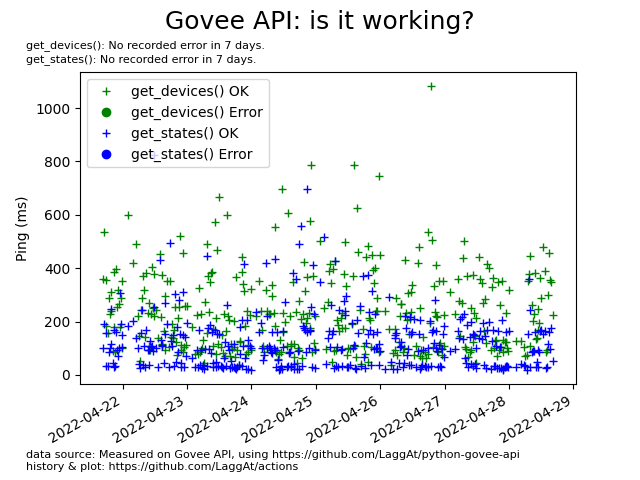 Govee API: is it working?
get_devices(): No recorded error in 7 days.
get_states(): No recorded error in 7 days.
get_devices() OK
get_devices() Error
get_states() OK
get_states() Error
Ping (ms)
1000
800
600
400
200
0
2022-04-22
2022-04-23
2022-04-24
2022-04-25
2022-04-26
2022-04-27
2022-04-28
2022-04-29
data source: Measured on Govee API, using https://github.com/LaggAt/python-govee-api
history & plot: https://github.com/LaggAt/actions